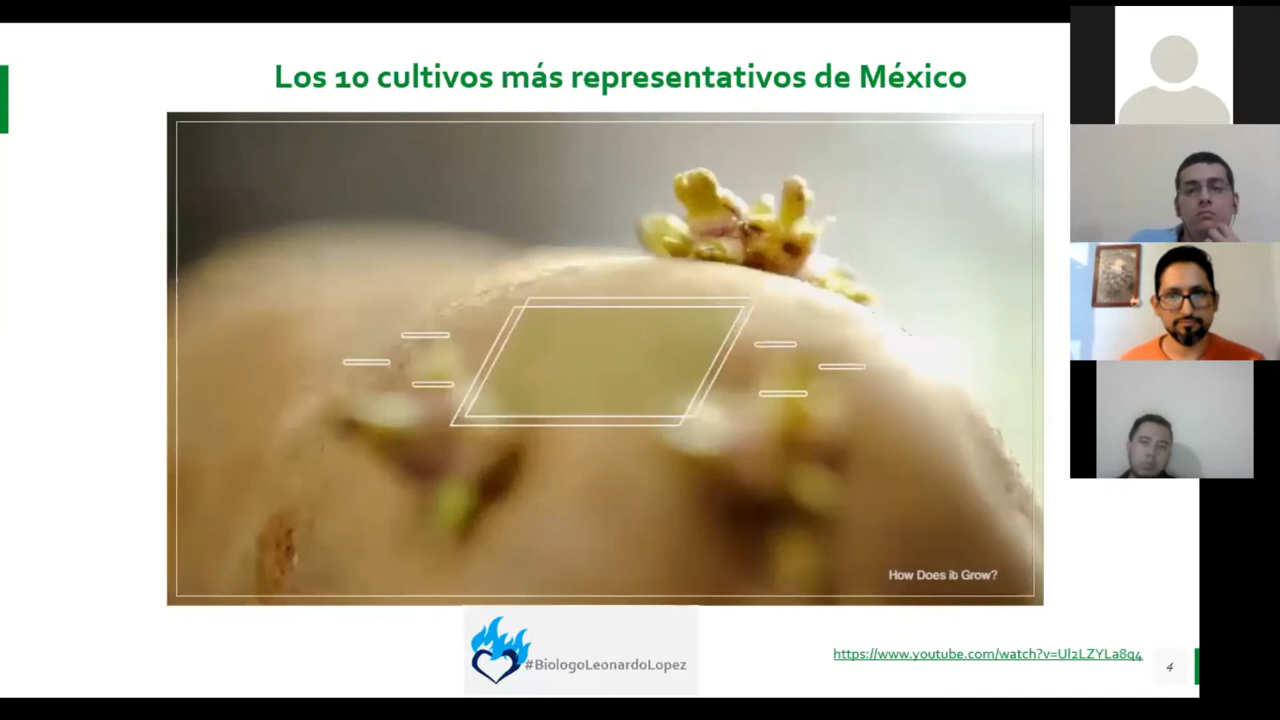 Los 10 cultivos más representativos de México
How Does it Grow?
#BiologoLeonardoLopez
https://www.youtube.com/watch?v=Ul2LZYLa8q4
4